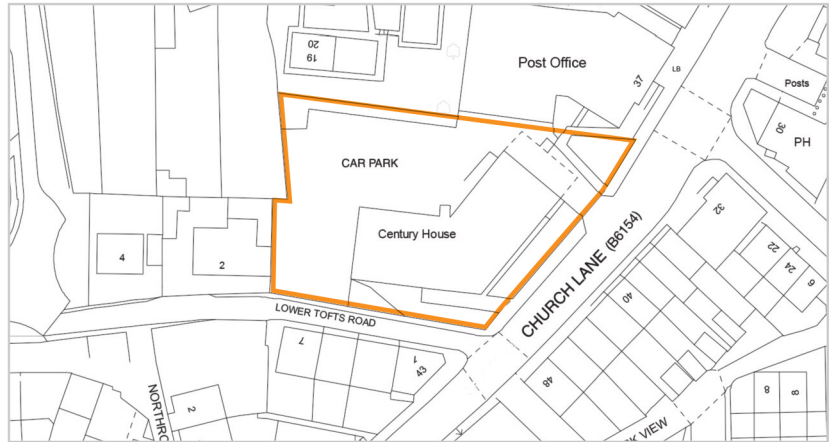 20
19
Post Office
37
LB
Posts
30
PH
CAR PARK
Century House
4
2
32
22
24
6
CHURCH LANE (B6154)
40
LOWER TOFTS ROAD
7
1
43
48
2
NORTHRO
K VIEW
8
8